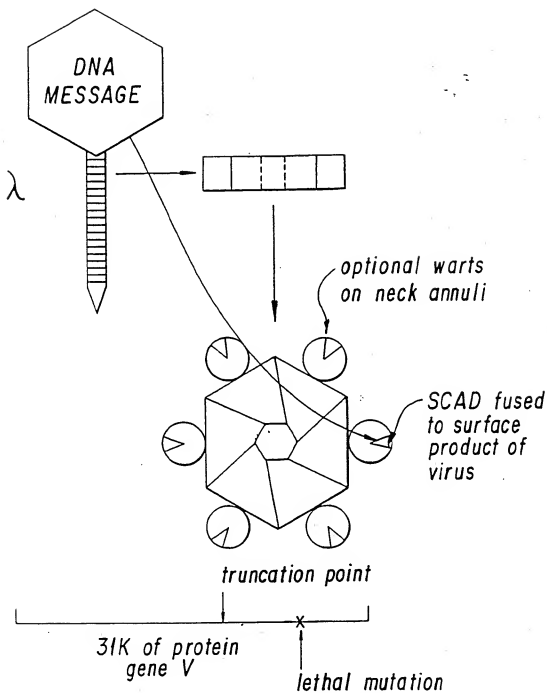 DNA
MESSAGE
λ
optional warts
on neck annuli
SCAD fused
to surface
product of
virus
truncation point
X
31K of protein
gene V
lethal mutation